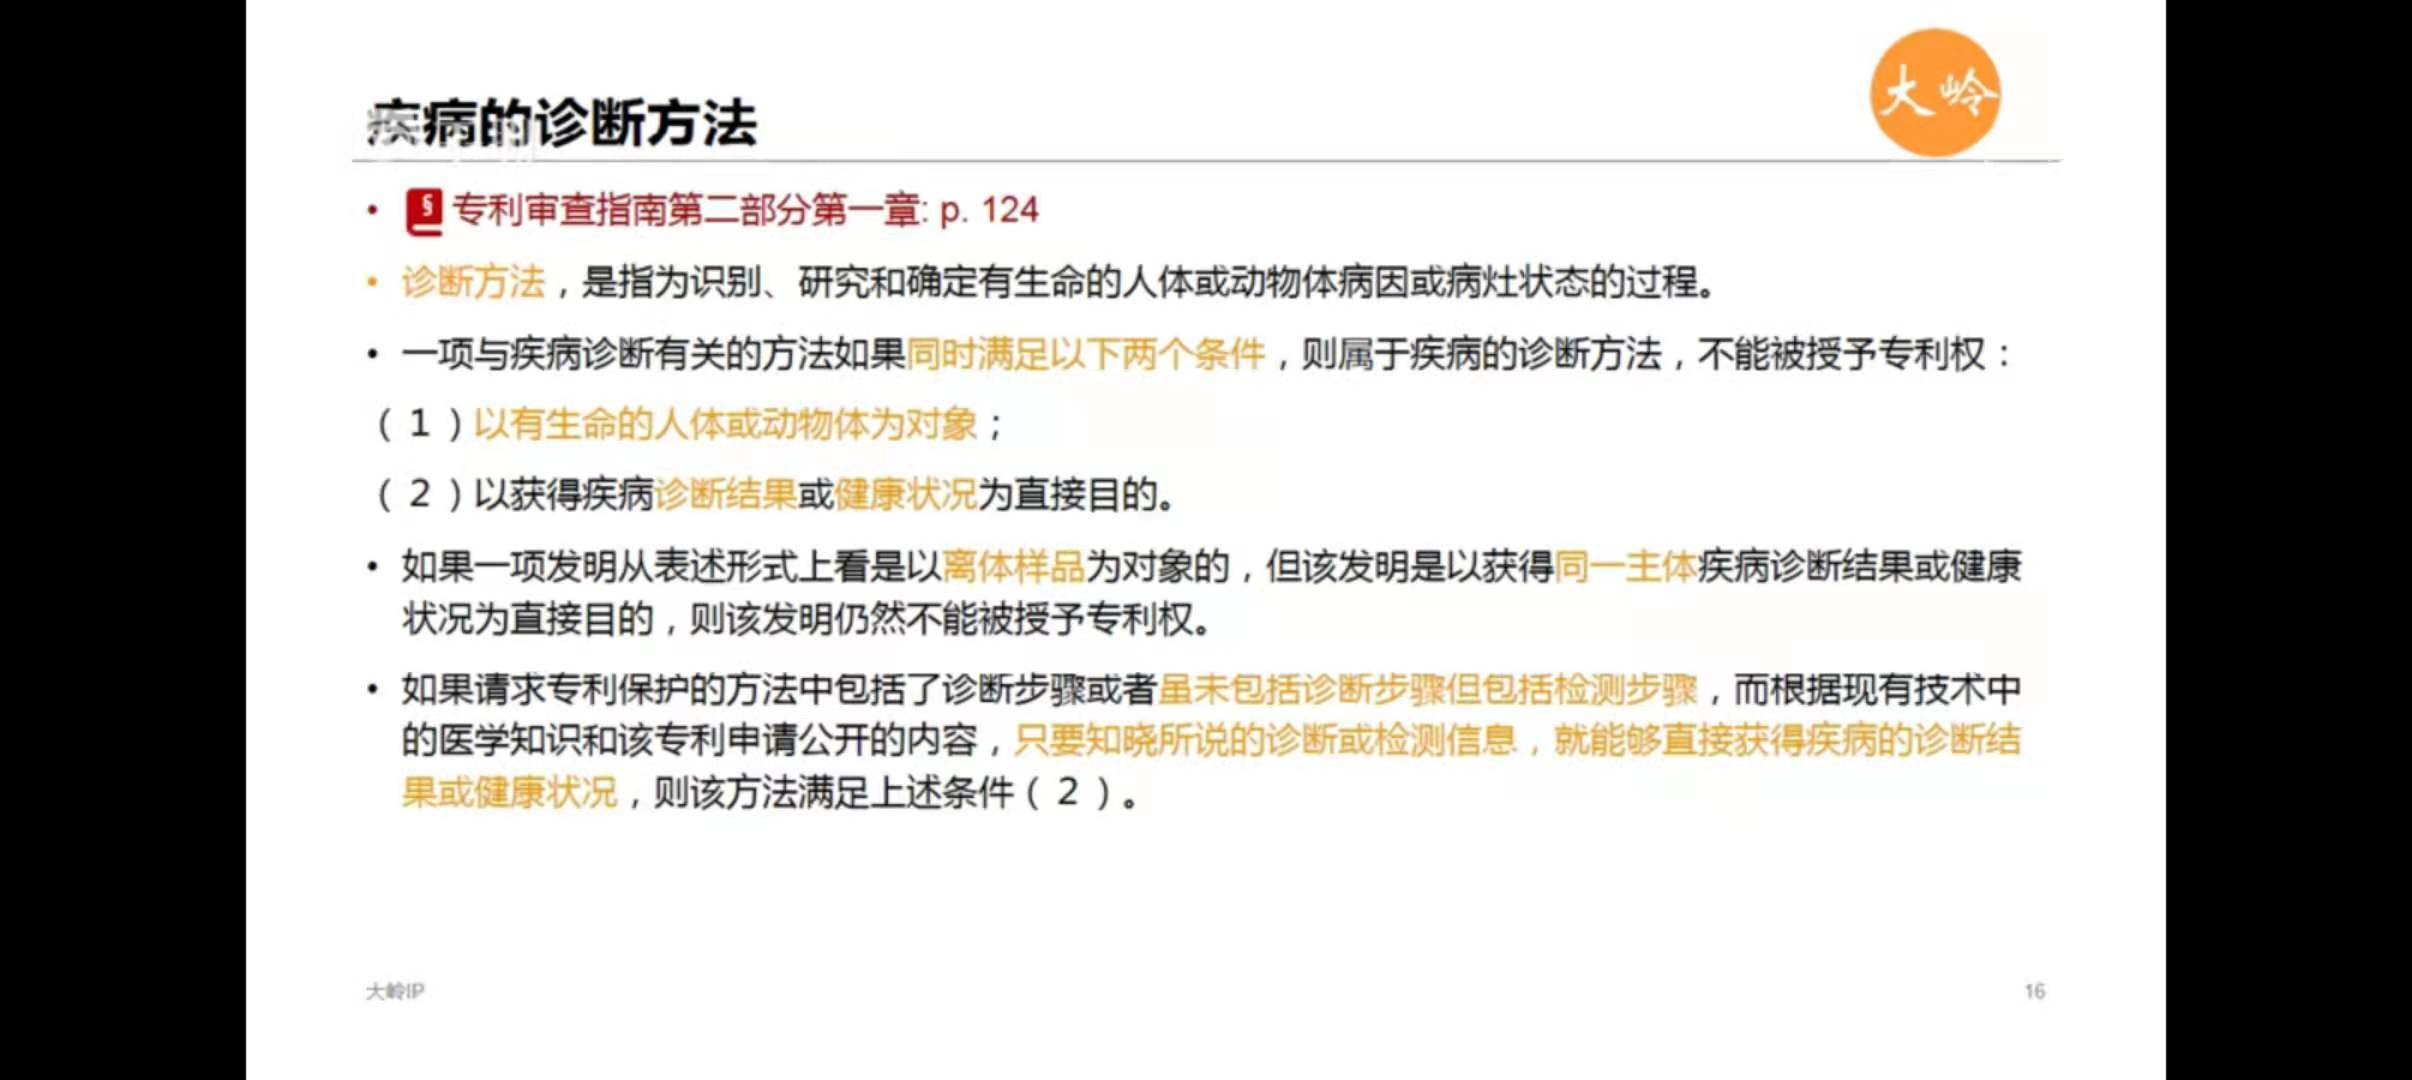 大岭
疾病的诊断方法
• § 专利审查指南第二部分第一章: p. 124
• 诊断方法，是指为识别、研究和确定有生命的人体或动物体病因或病灶状态的过程。
• 一项与疾病诊断有关的方法如果同时满足以下两个条件，则属于疾病的诊断方法，不能被授予专利权：
（1）以有生命的人体或动物体为对象；
（2）以获得疾病诊断结果或健康状况为直接目的。
• 如果一项发明从表述形式上看是以离体样品为对象的，但该发明是以获得同一主体疾病诊断结果或健康
状况为直接目的，则该发明仍然不能被授予专利权。
• 如果请求专利保护的方法中包括了诊断步骤或者虽未包括诊断步骤但包括检测步骤，而根据现有技术中
的医学知识和该专利申请公开的内容，只要知晓所说的诊断或检测信息，就能够直接获得疾病的诊断结
果或健康状况，则该方法满足上述条件（2）。
大岭IP
16